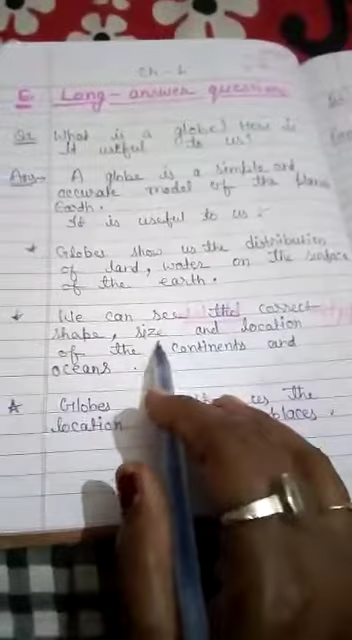 Ch - 1
C Long-answer questions
Q1 What is a globe? How is
it useful to us?
Ans- A globe is a simple and
accurate model of the
Earth.
It is useful to us :-
* Globes show us the distribution
of land, water on the surface
of the earth.
* We can see the correct
shape, size and location
of the continents and
oceans.
* Globes us the
location places.